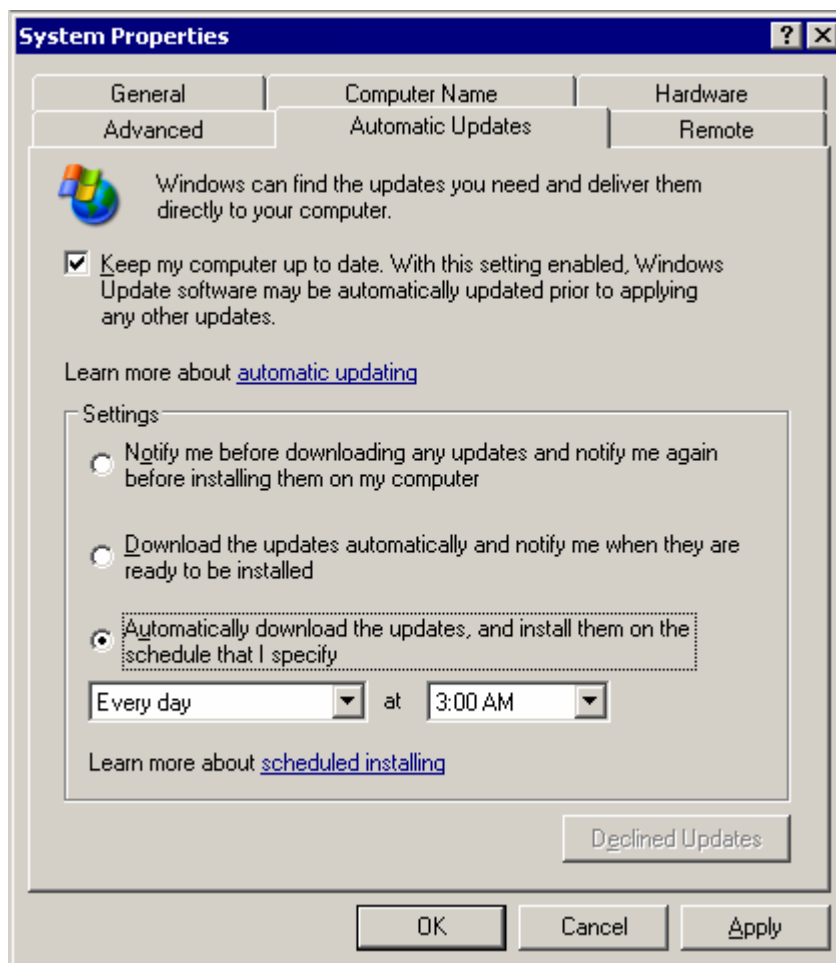 System Properties
General Computer Name Hardware
Advanced Automatic Updates Remote
Windows can find the updates you need and deliver them
directly to your computer.
Keep my computer up to date. With this setting enabled, Windows
Update software may be automatically updated prior to applying
any other updates.
Learn more about automatic updating
Settings
Notify me before downloading any updates and notify me again
before installing them on my computer
Download the updates automatically and notify me when they are
ready to be installed
Automatically download the updates, and install them on the
schedule that I specify
Every day at 3:00 AM
Learn more about scheduled installing
Declined Updates
OK Cancel Apply